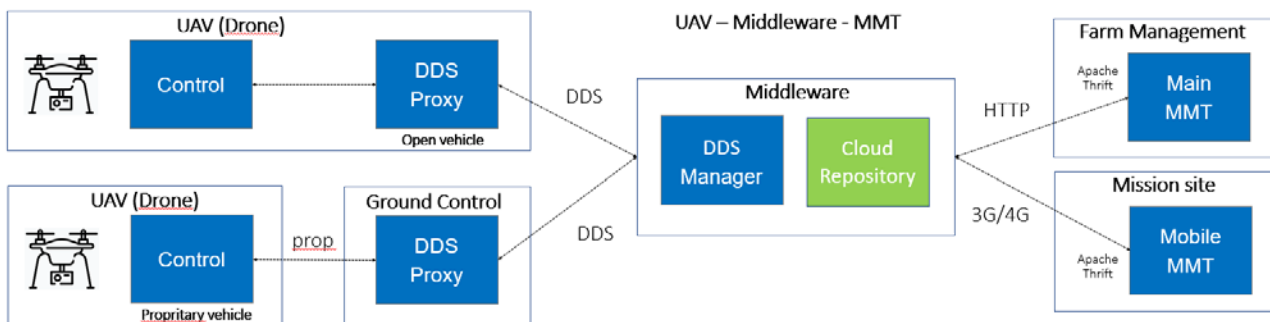 UAV (Drone)
Control
DDS
Proxy
Open vehicle
UAV (Drone)
Control
Propritary vehicle
prop
Ground Control
DDS
Proxy
DDS
DDS
UAV – Middleware - MMT
Middleware
DDS
Manager
Cloud
Repository
HTTP
3G/4G
Farm Management
Apache
Thrift
Main
MMT
Mission site
Apache
Thrift
Mobile
MMT